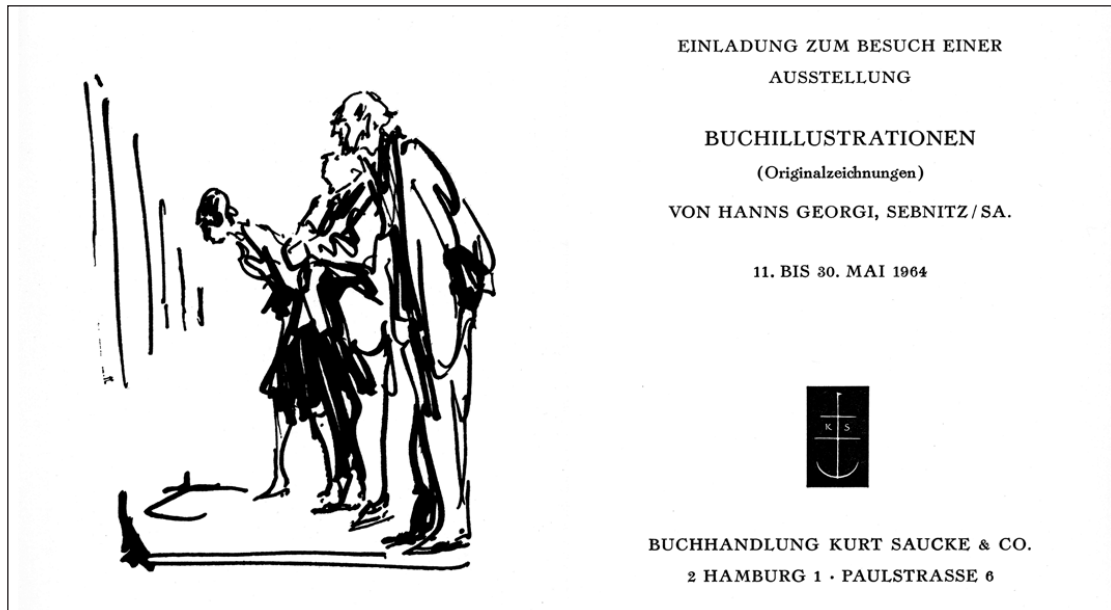 EINLADUNG ZUM BESUCH EINER
AUSSTELLUNG
BUCHILLUSTRATIONEN
(Originalzeichnungen)
VON HANNS GEORGI, SEBNITZ/SA.
11. BIS 30. MAI 1964
K S
BUCHHANDLUNG KURT SAUCKE & CO.
2 HAMBURG 1 · PAULSTRASSE 6